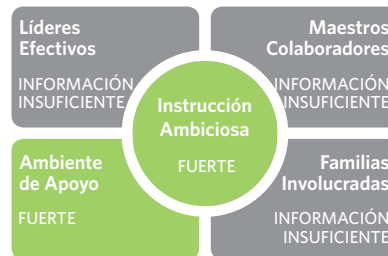 Líderes
Efectivos
INFORMACIÓN
INSUFICIENTE
Maestros
Colaboradores
INFORMACIÓN
INSUFICIENTE
Instrucción
Ambiciosa
FUERTE
Ambiente
de Apoyo
FUERTE
Familias
Involucradas
INFORMACIÓN
INSUFICIENTE